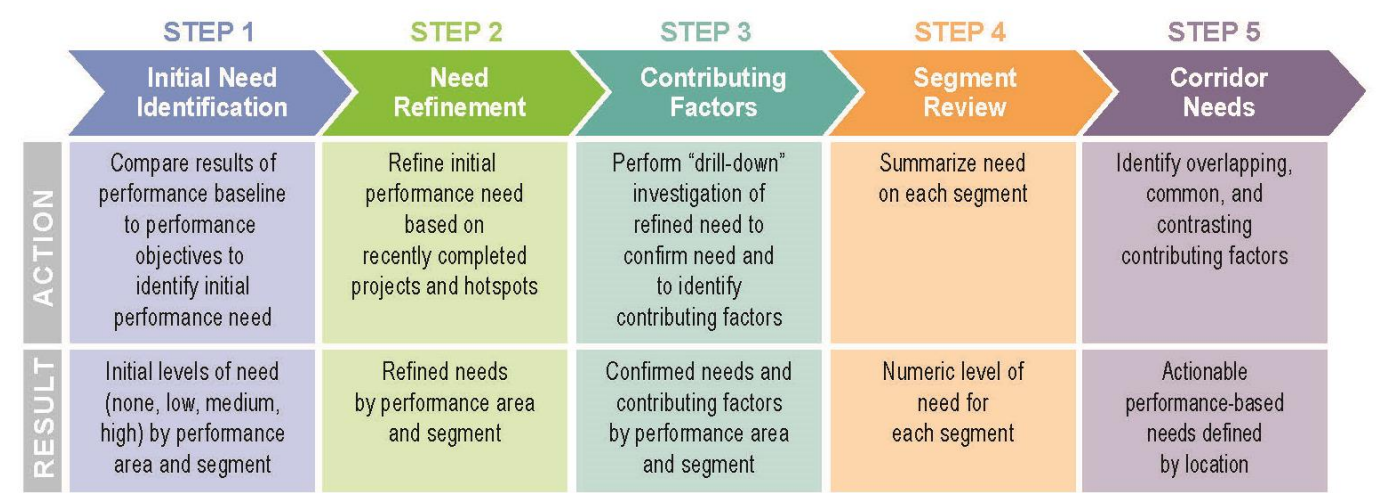 STEP 1
STEP 2
STEP 3
STEP 4
STEP 5
Initial Need
Identification
Need
Refinement
Contributing
Factors
Segment
Review
Corridor
Needs
ACTION
Compare results of
performance baseline
to performance
objectives to
identify initial
performance need
Refine initial
performance need
based on
recently completed
projects and hotspots
Perform “drill-down”
investigation of
refined need to
confirm need and
to identify
contributing factors
Summarize need
on each segment
Identify overlapping,
common, and
contrasting
contributing factors
RESULT
Initial levels of need
(none, low, medium,
high) by performance
area and segment
Refined needs
by performance area
and segment
Confirmed needs and
contributing factors
by performance area
and segment
Numeric level of
need for
each segment
Actionable
performance-based
needs defined
by location